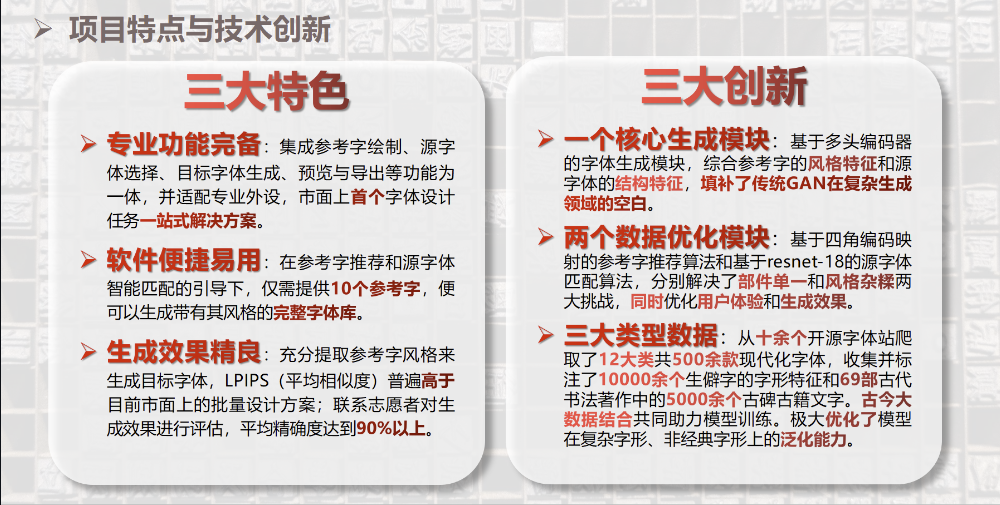 项目特点与技术创新
三大特色
专业功能完备：集成参考字绘制、源字
体选择、目标字体生成、预览与导出等功能为
一体，并适配专业外设，市面上首个字体设计
任务一站式解决方案。
软件便捷易用：在参考字推荐和源字体
智能匹配的引导下，仅需提供10个参考字，便
可以生成带有其风格的完整字体库。
生成效果精良：充分提取参考字风格来
生成目标字体，LPIPS（平均相似度）普遍高于
目前市面上的批量设计方案；联系志愿者对生
成效果进行评估，平均精确度达到90%以上。
三大创新
一个核心生成模块：基于多头编码器
的字体生成模块，综合参考字的风格特征和源
字体的结构特征，填补了传统GAN在复杂生成
领域的空白。
两个数据优化模块：基于四角编码映
射的参考字推荐算法和基于resnet-18的源字体
匹配算法，分别解决了部件单一和风格杂糅两
大挑战，同时优化用户体验和生成效果。
三大类型数据：从十余个开源字体站爬
取了12大类共500余款现代化字体，收集并标
注了10000余个生僻字的字形特征和69部古代
书法著作中的5000余个古碑古籍文字。古今大
数据结合共同助力模型训练。极大优化了模型
在复杂字形、非经典字形上的泛化能力。